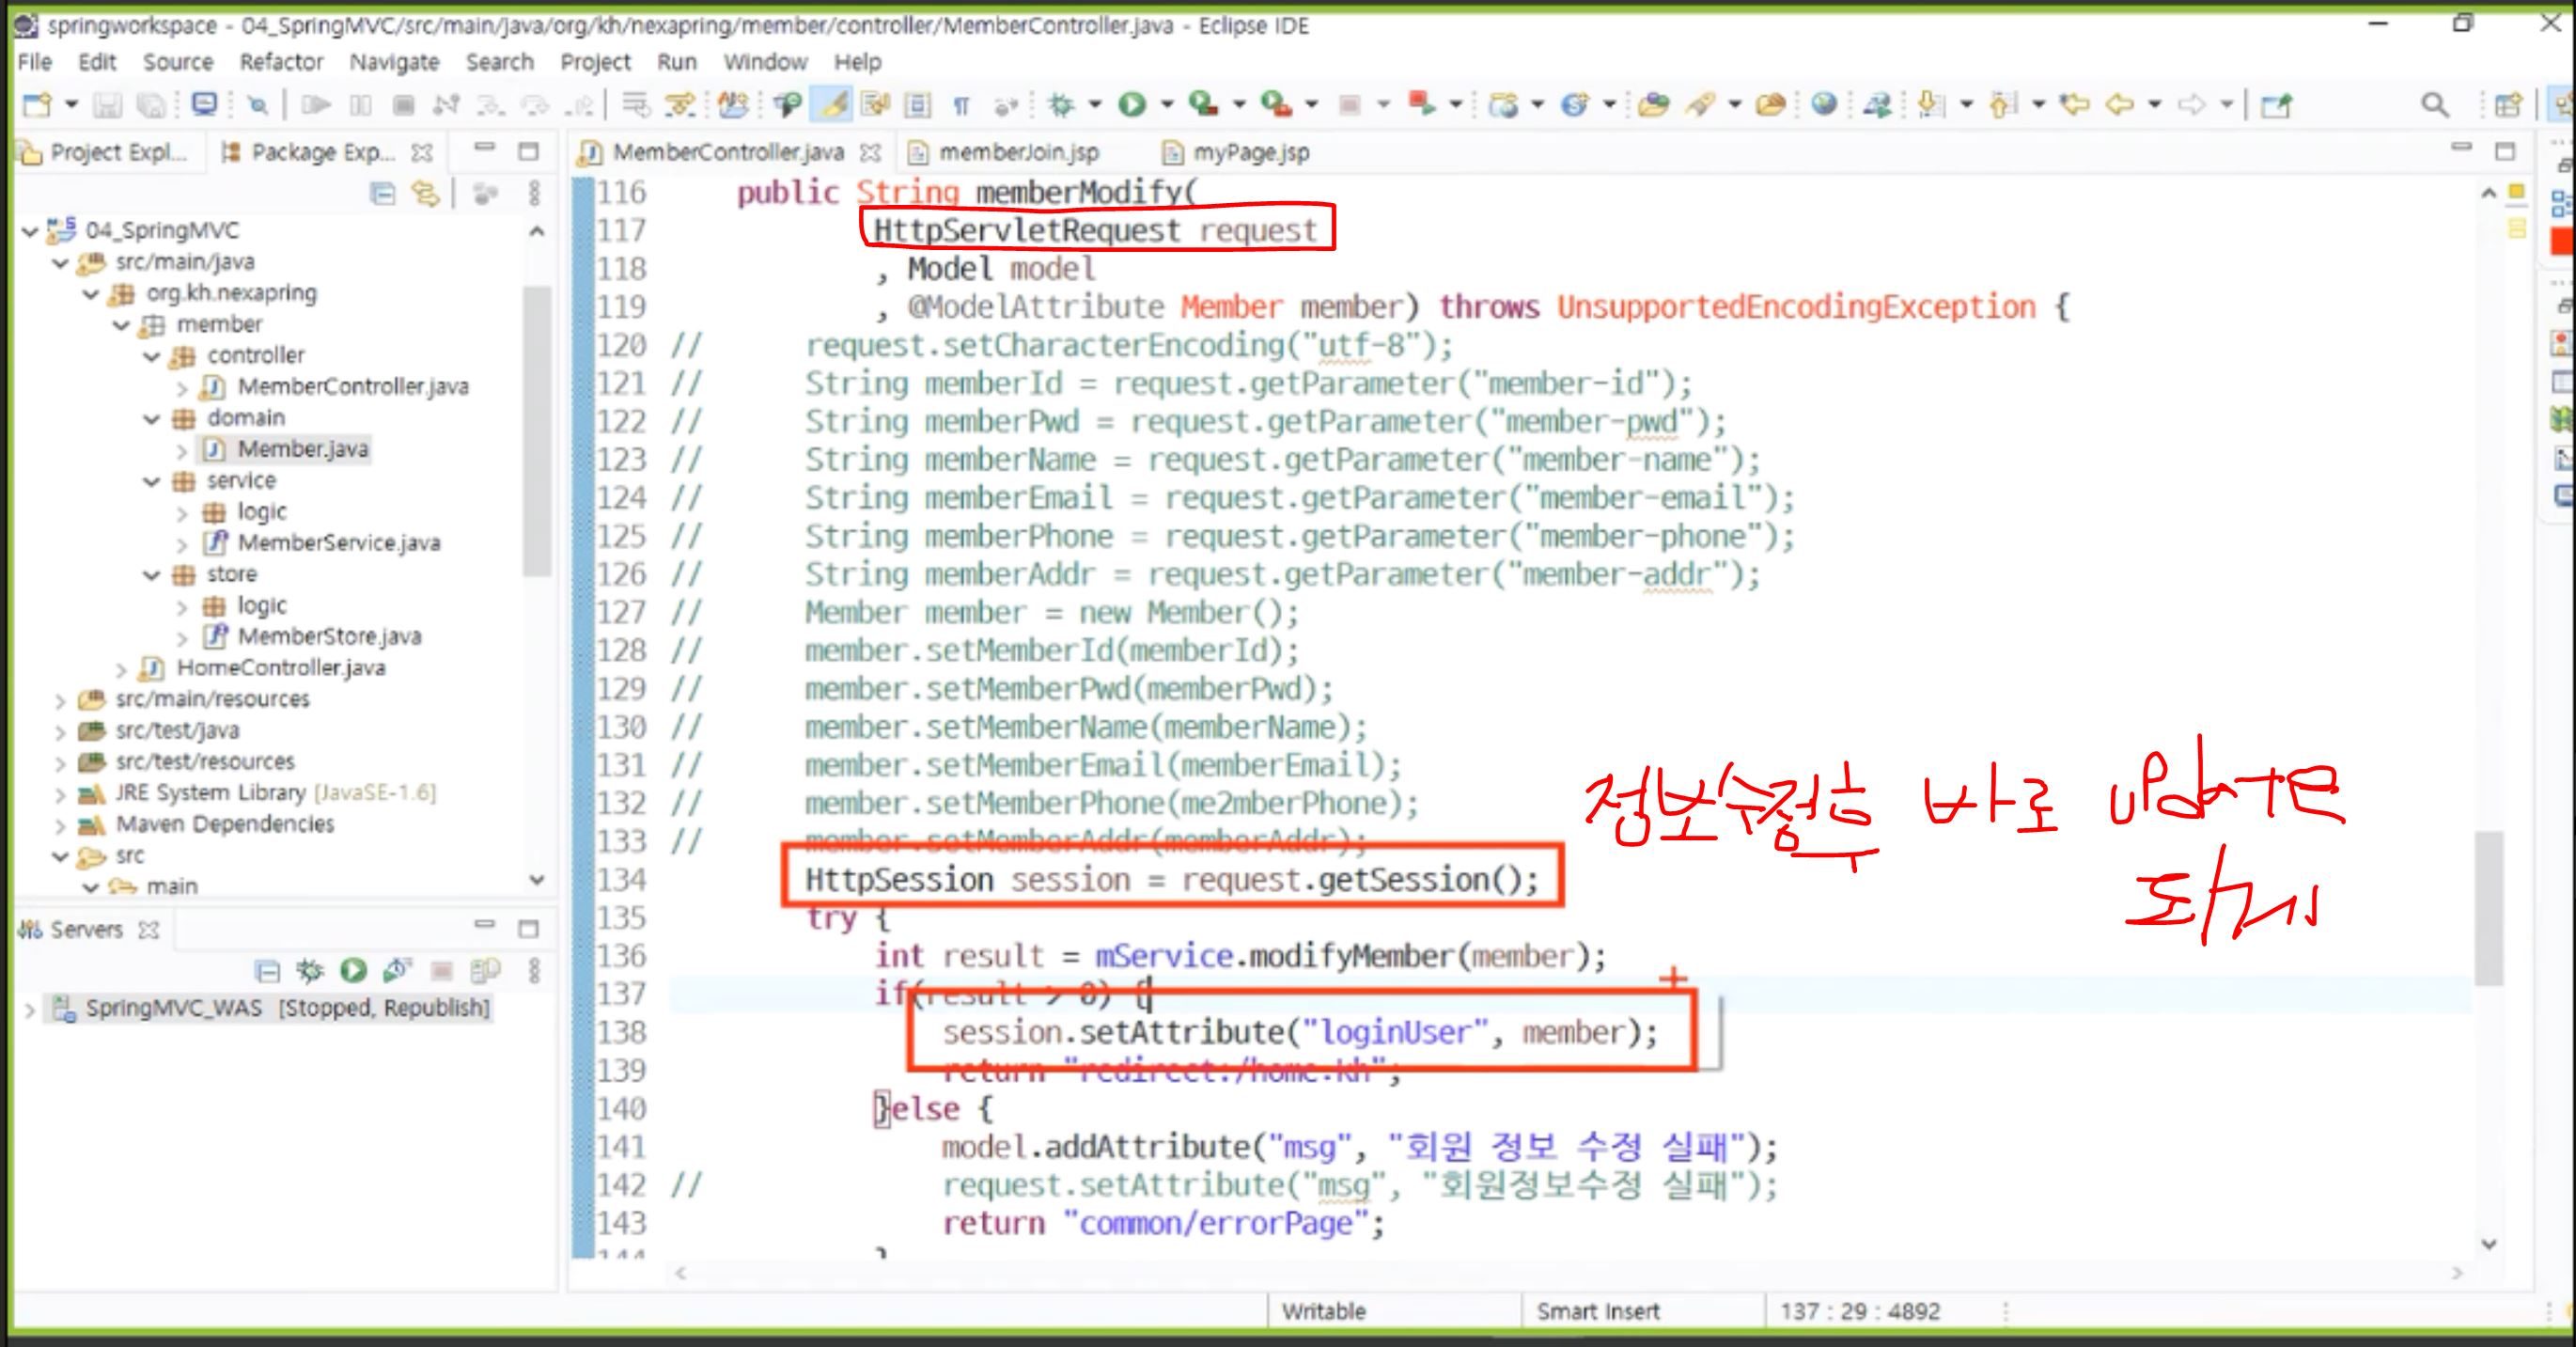 springworkspace - 04_SpringMVC/src/main/java/org/kh/nexapring/member/controller/MemberController.java - Eclipse IDE
File Edit Source Refactor Navigate Search Project Run Window Help
Project Expl... Package Exp...
04_SpringMVC
src/main/java
org.kh.nexapring
member
controller
MemberController.java
domain
Member.java
service
logic
MemberService.java
store
logic
MemberStore.java
HomeController.java
src/main/resources
src/test/java
src/test/resources
JRE System Library [JavaSE-1.6]
Maven Dependencies
src
main
Servers
SpringMVC_WAS [Stopped, Republish]
MemberController.java memberJoin.jsp myPage.jsp
116 public String memberModify(
117 HttpServletRequest request
118 , Model model
119 , @ModelAttribute Member member) throws UnsupportedEncodingException {
120 // request.setCharacterEncoding("utf-8");
121 // String memberId = request.getParameter("member-id");
122 // String memberPwd = request.getParameter("member-pwd");
123 // String memberName = request.getParameter("member-name");
124 // String memberEmail = request.getParameter("member-email");
125 // String memberPhone = request.getParameter("member-phone");
126 // String memberAddr = request.getParameter("member-addr");
127 // Member member = new Member();
128 // member.setMemberId(memberId);
129 // member.setMemberPwd(memberPwd);
130 // member.setMemberName(memberName);
131 // member.setMemberEmail(memberEmail);
132 // member.setMemberPhone(me2mberPhone);
133 // member.setMemberAddr(memberAddr);
134 HttpSession session = request.getSession();
135 try {
136 int result = mService.modifyMember(member);
137 if(result > 0) {
138 session.setAttribute("loginUser", member);
139 return "redirect:/home.kh";
140 }else {
141 model.addAttribute("msg", "회원 정보 수정 실패");
142 // request.setAttribute("msg", "회원정보수정 실패");
143 return "common/errorPage";
144 }
정보수정후 바로 update
되게
Writable Smart Insert 137 : 29 : 4892